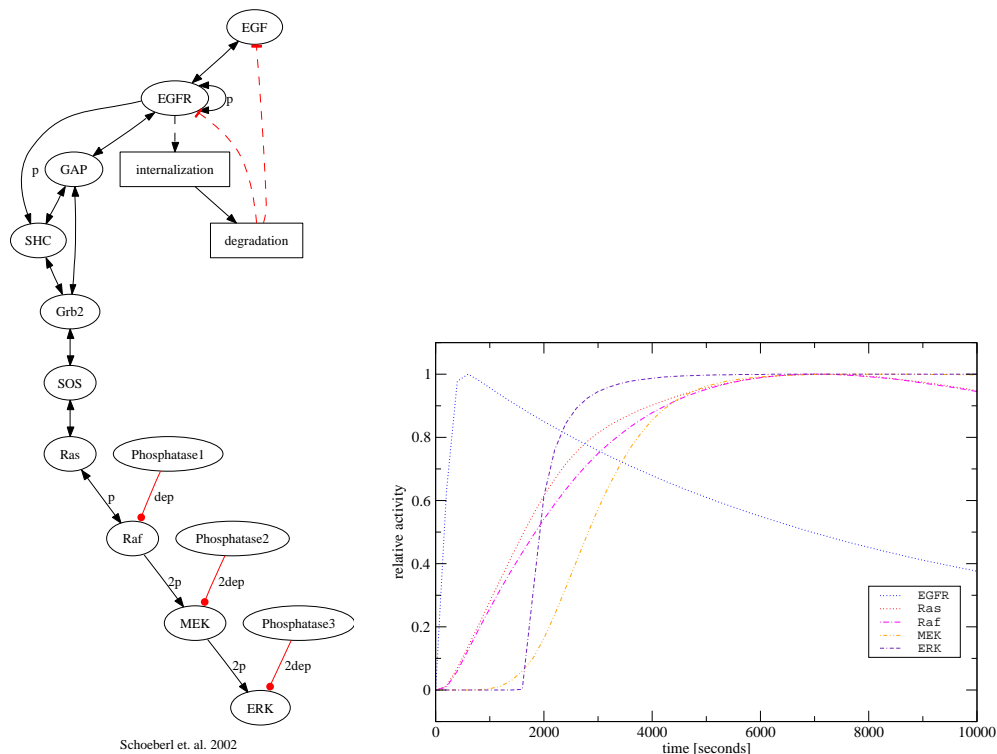 EGF
EGFR
p
p
GAP
internalization
SHC
degradation
Grb2
SOS
Ras
Phosphatase1
p
dep
Raf
Phosphatase2
2p
2dep
MEK
Phosphatase3
2p
2dep
ERK
Schoeberl et. al. 2002
1
0.8
0.6
0.4
0.2
0
relative activity
EGFR
Ras
Raf
MEK
ERK
0 2000 4000 6000 8000 10000
time [seconds]